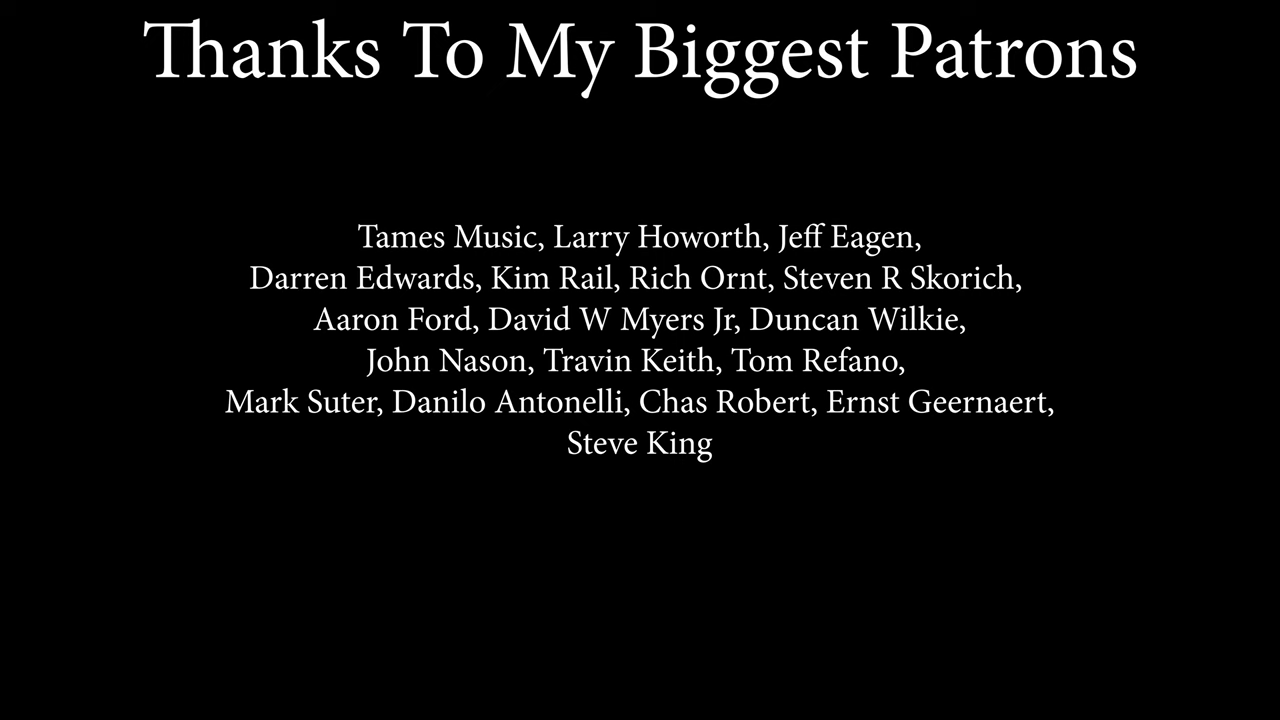 Thanks To My Biggest Patrons
Tames Music, Larry Howorth, Jeff Eagen,
Darren Edwards, Kim Rail, Rich Ornt, Steven R Skorich,
Aaron Ford, David W Myers Jr, Duncan Wilkie,
John Nason, Travin Keith, Tom Refano,
Mark Suter, Danilo Antonelli, Chas Robert, Ernst Geernaert,
Steve King